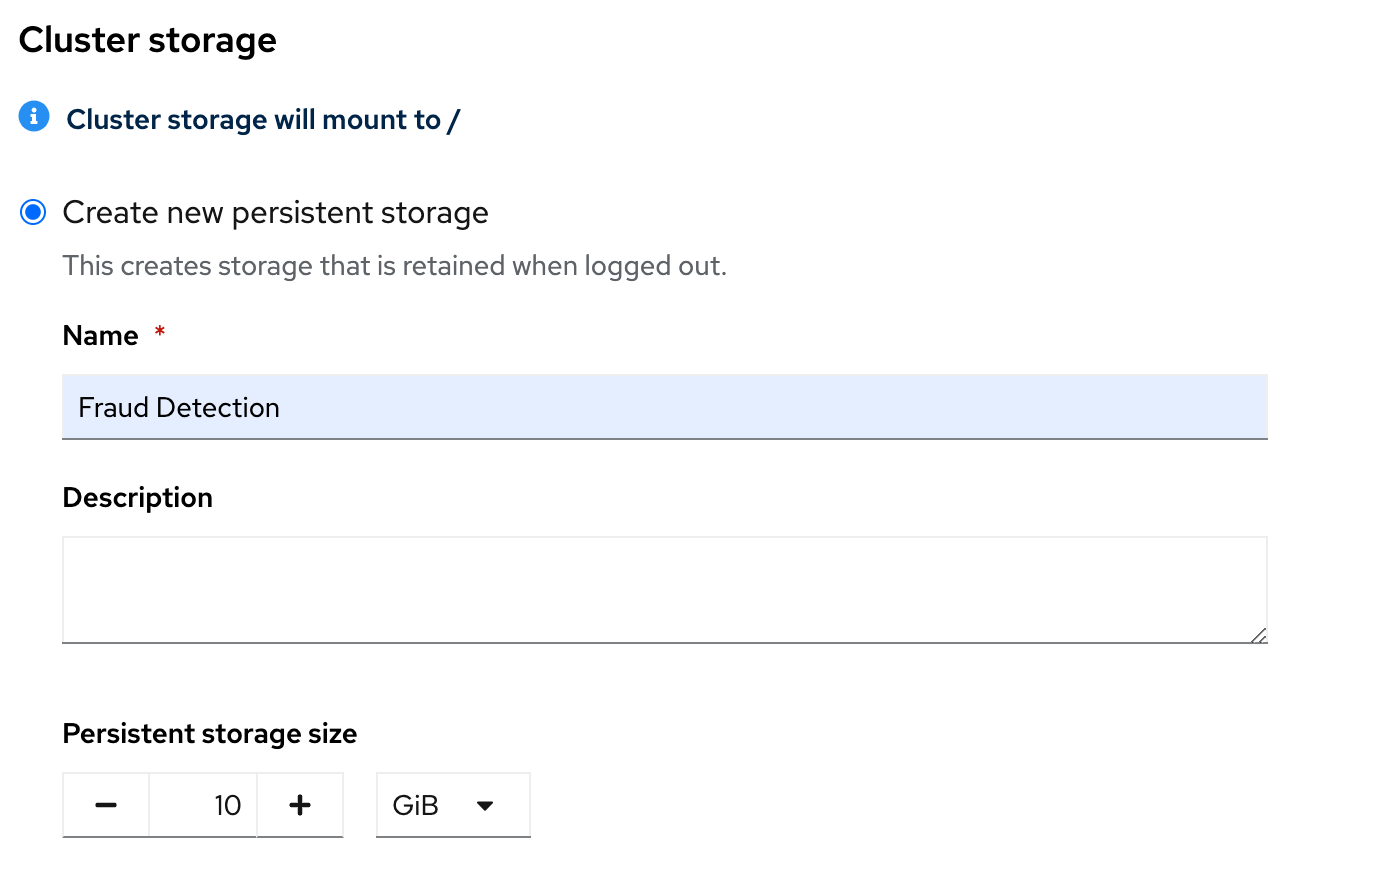 Cluster storage
Cluster storage will mount to /
Create new persistent storage
This creates storage that is retained when logged out.
Name *
Fraud Detection
Description
Persistent storage size
10 GiB